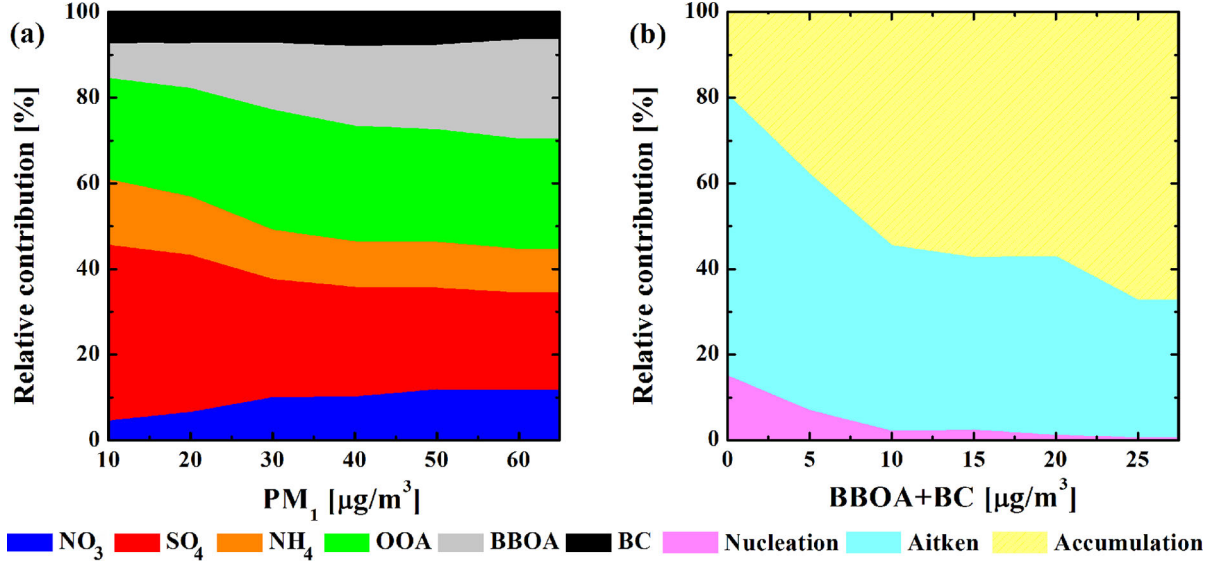 (a)
Relative contribution [%]
100
80
60
40
20
0
10 20 30 40 50 60
PM₁ [μg/m³]
(b)
Relative contribution [%]
100
80
60
40
20
0
0 5 10 15 20 25
BBOA+BC [μg/m³]
NO₃ SO₄ NH₄ OOA BBOA BC Nucleation Aitken Accumulation